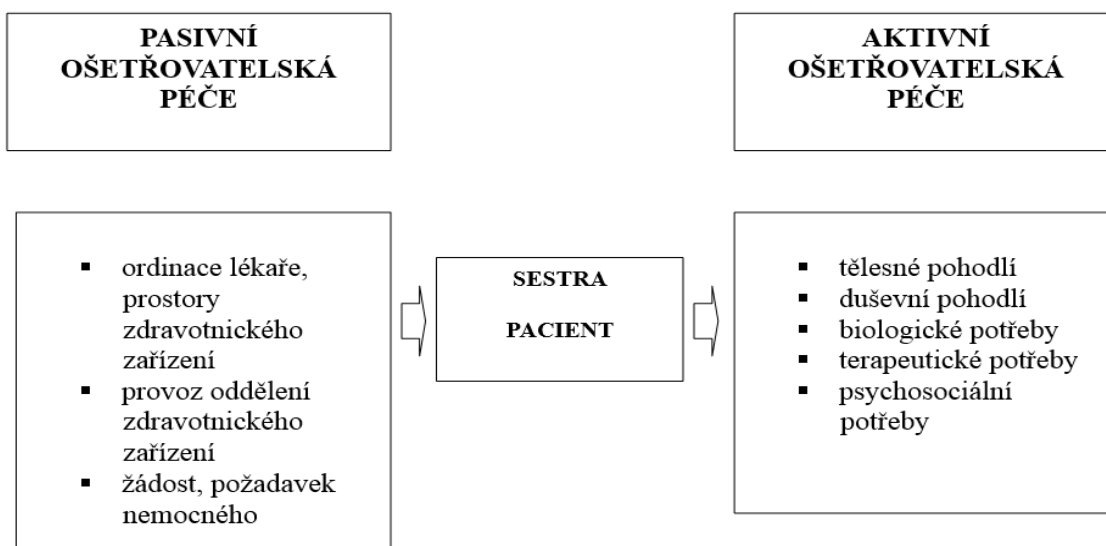 PASIVNÍ
OŠETŘOVATELSKÁ
PÉČE
AKTIVNÍ
OŠETŘOVATELSKÁ
PÉČE
▪ ordinace lékaře,
prostory
zdravotnického
zařízení
▪ provoz oddělení
zdravotnického
zařízení
▪ žádost, požadavek
nemocného
SESTRA
PACIENT
▪ tělesné pohodlí
▪ duševní pohodlí
▪ biologické potřeby
▪ terapeutické potřeby
▪ psychosociální
potřeby